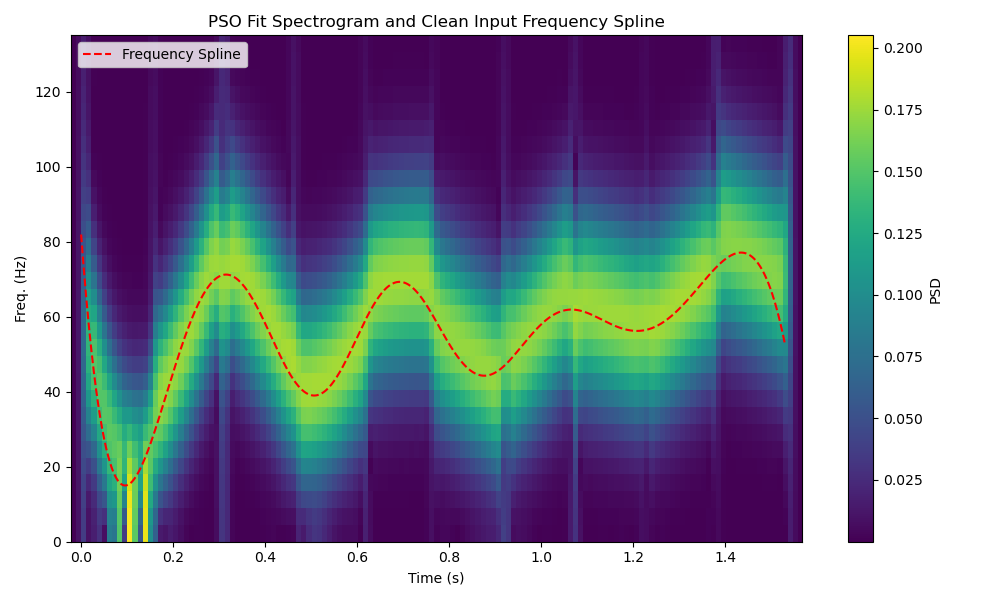 PSO Fit Spectrogram and Clean Input Frequency Spline
Frequency Spline
Freq. (Hz)
120
100
80
60
40
20
0
0.0 0.2 0.4 0.6 0.8 1.0 1.2 1.4
Time (s)
0.200
0.175
0.150
0.125
0.100
0.075
0.050
0.025
PSD